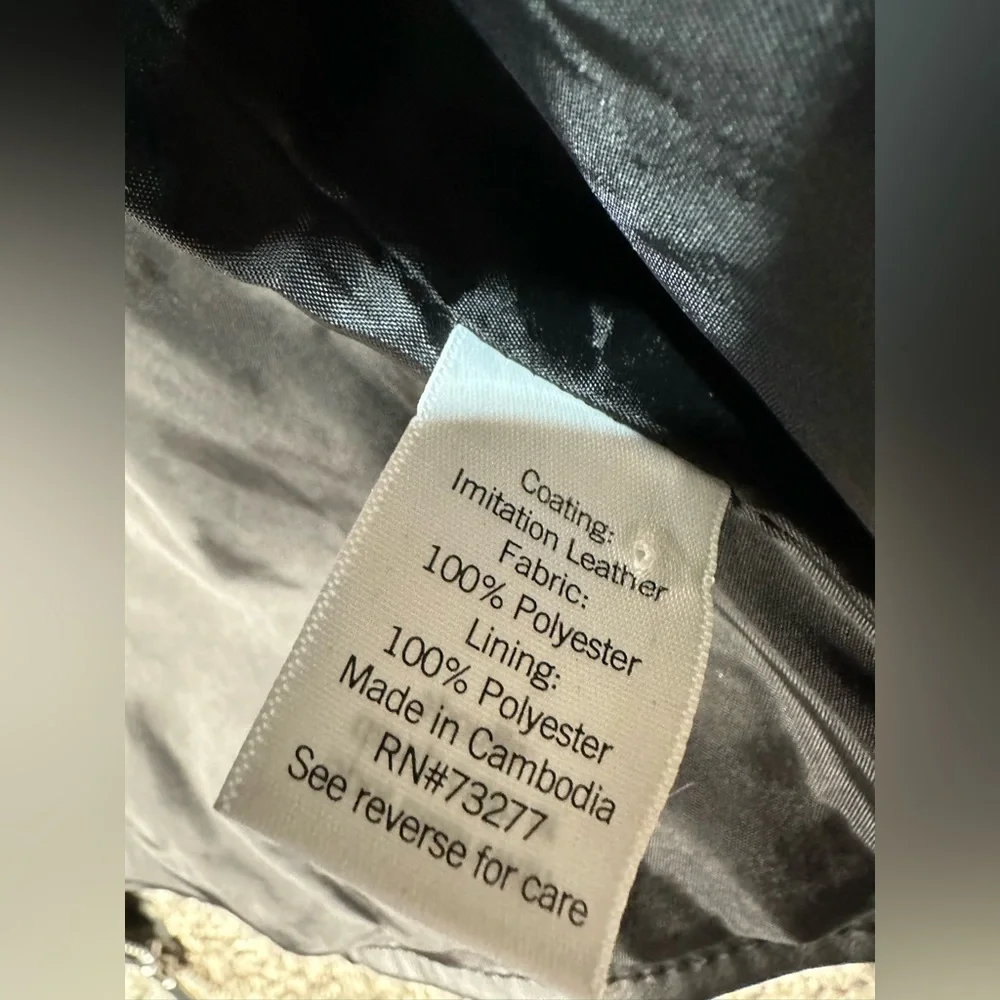 Coating:
Imitation Leather
Fabric:
100% Polyester
Lining:
100% Polyester
Made in Cambodia
RN#73277
See reverse for care